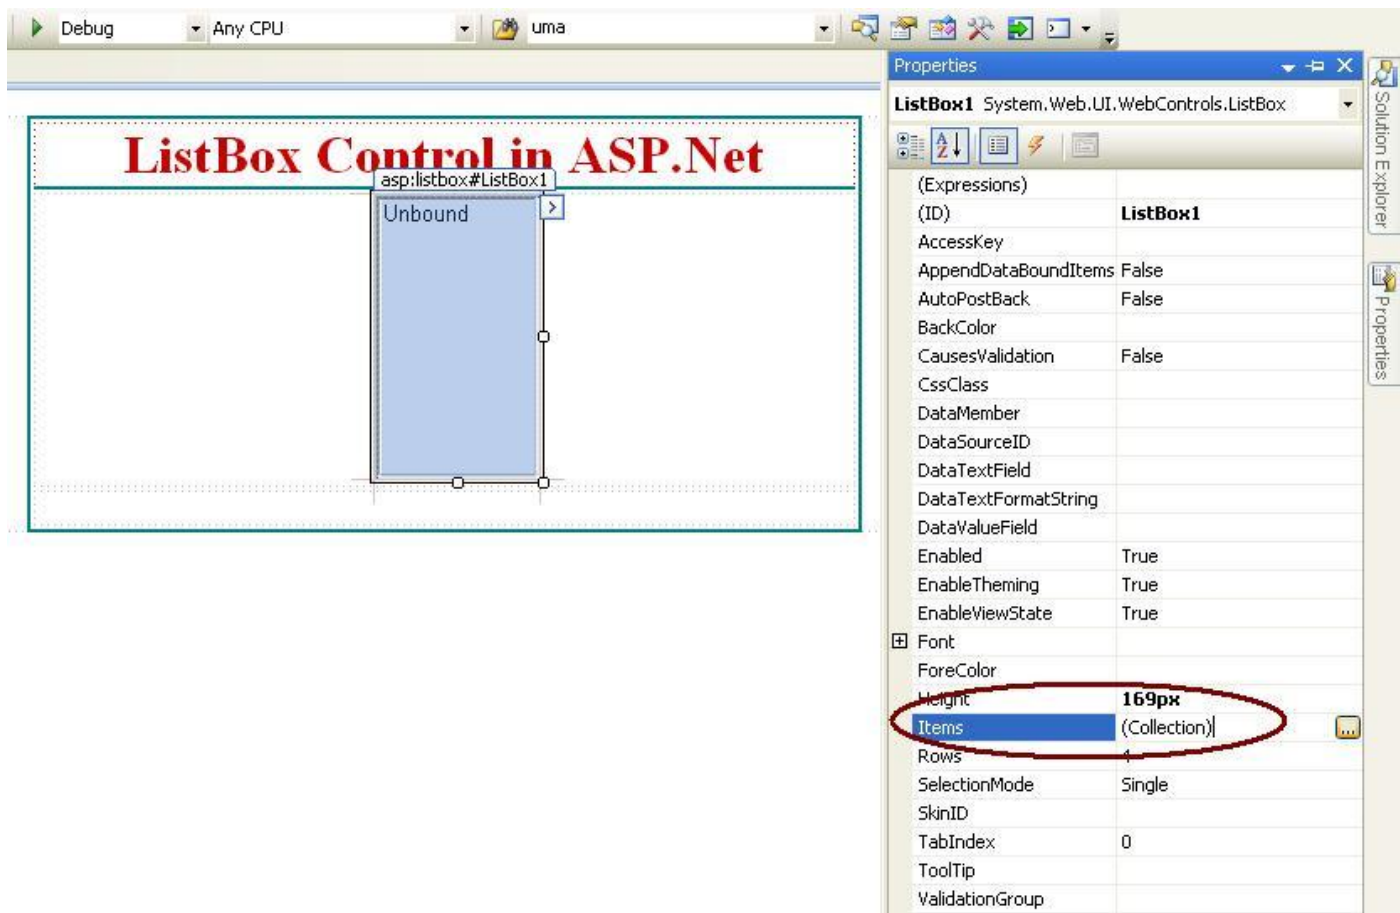 Debug Any CPU uma
ListBox Control in ASP.Net
asp:listbox#ListBox1
Unbound
Properties
ListBox1 System.Web.UI.WebControls.ListBox
(Expressions)
(ID) ListBox1
AccessKey
AppendDataBoundItems False
AutoPostBack False
BackColor
CausesValidation False
CssClass
DataMember
DataSourceID
DataTextField
DataTextFormatString
DataValueField
Enabled True
EnableTheming True
EnableViewState True
Font
ForeColor
Height 169px
Items (Collection)
Rows 4
SelectionMode Single
SkinID
TabIndex 0
ToolTip
ValidationGroup
Solution Explorer
Properties